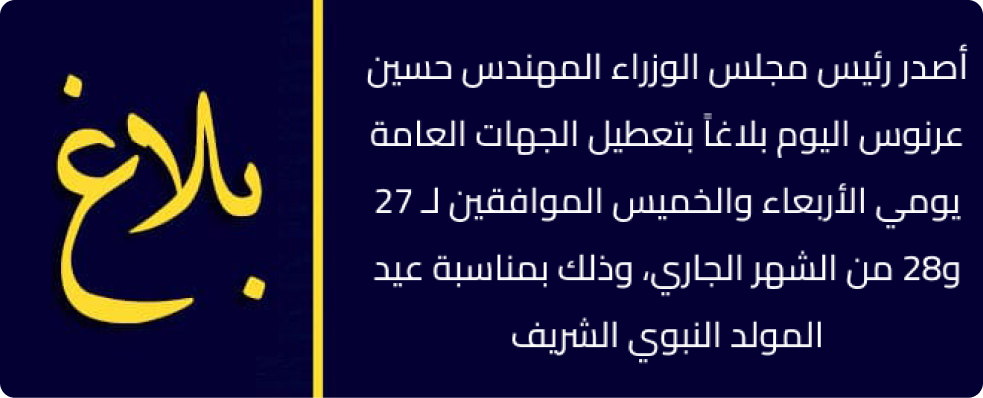 أصدر رئيس مجلس الوزراء المهندس حسين
عرنوس اليوم بلاغاً بتعطيل الجهات العامة
يومي الأربعاء والخميس الموافقين لـ 27
و28 من الشهر الجاري، وذلك بمناسبة عيد
المولد النبوي الشريف
بلاغ